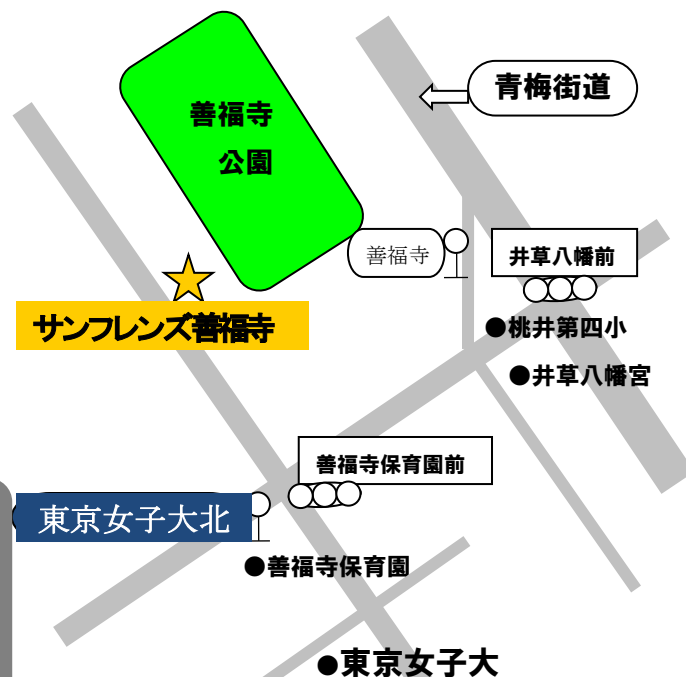 善福寺
公園
青梅街道
善福寺
井草八幡前
サンフレンズ善福寺
●桃井第四小
●井草八幡宮
善福寺保育園前
東京女子大北
●善福寺保育園
●東京女子大